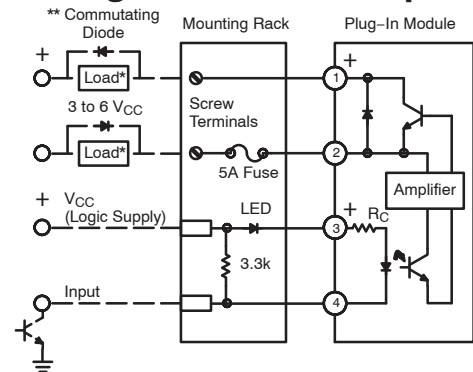 ** Commutating
Diode
Mounting Rack
Plug–In Module
+
Load*
1
+
3 to 6 VCC
Screw
Terminals
Load*
2
5A Fuse
Amplifier
+
VCC
(Logic Supply)
LED
3
+
RC
3.3k
Input
4